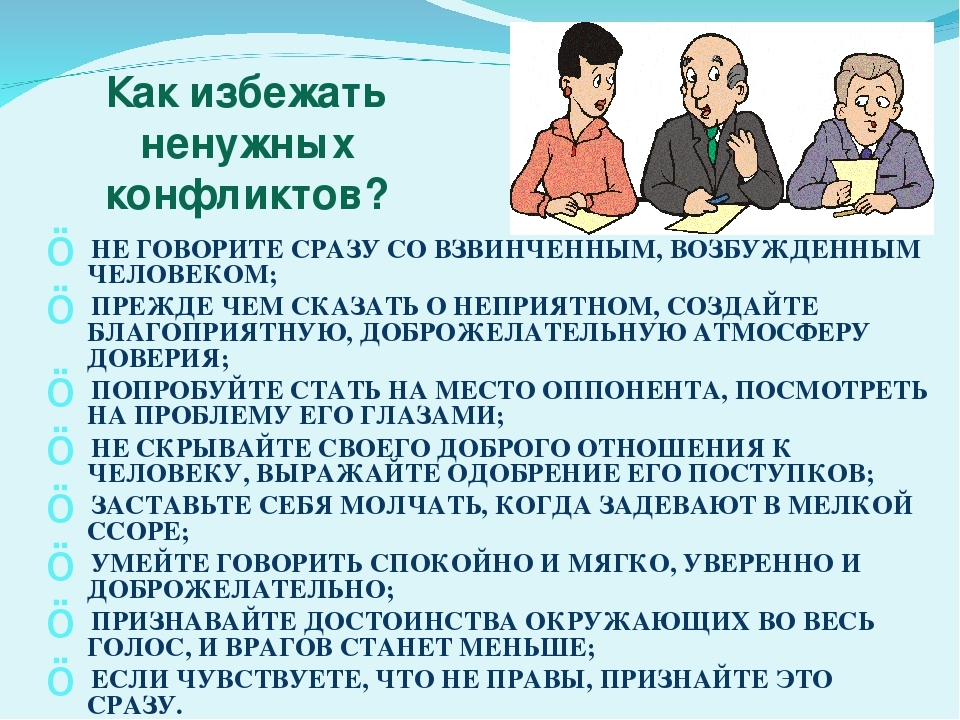 Как избежать
ненужных
конфликтов?
ö НЕ ГОВОРИТЕ СРАЗУ СО ВЗВИНЧЕННЫМ, ВОЗБУЖДЕННЫМ
ЧЕЛОВЕКОМ;
ö ПРЕЖДЕ ЧЕМ СКАЗАТЬ О НЕПРИЯТНОМ, СОЗДАЙТЕ
БЛАГОПРИЯТНУЮ, ДОБРОЖЕЛАТЕЛЬНУЮ АТМОСФЕРУ
ДОВЕРИЯ;
ö ПОПРОБУЙТЕ СТАТЬ НА МЕСТО ОППОНЕНТА, ПОСМОТРЕТЬ
НА ПРОБЛЕМУ ЕГО ГЛАЗАМИ;
ö НЕ СКРЫВАЙТЕ СВОЕГО ДОБРОГО ОТНОШЕНИЯ К
ЧЕЛОВЕКУ, ВЫРАЖАЙТЕ ОДОБРЕНИЕ ЕГО ПОСТУПКОВ;
ö ЗАСТАВЬТЕ СЕБЯ МОЛЧАТЬ, КОГДА ЗАДЕВАЮТ В МЕЛКОЙ
ССОРЕ;
ö УМЕЙТЕ ГОВОРИТЬ СПОКОЙНО И МЯГКО, УВЕРЕННО И
ДОБРОЖЕЛАТЕЛЬНО;
ö ПРИЗНАВАЙТЕ ДОСТОИНСТВА ОКРУЖАЮЩИХ ВО ВЕСЬ
ГОЛОС, И ВРАГОВ СТАНЕТ МЕНЬШЕ;
ö ЕСЛИ ЧУВСТВУЕТЕ, ЧТО НЕ ПРАВЫ, ПРИЗНАЙТЕ ЭТО
СРАЗУ.